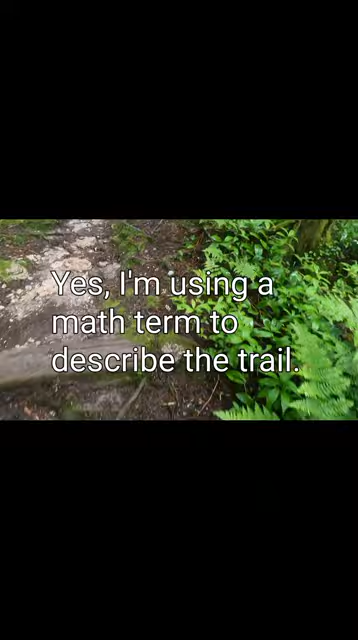 Yes, I'm using a
math term to
describe the trail.